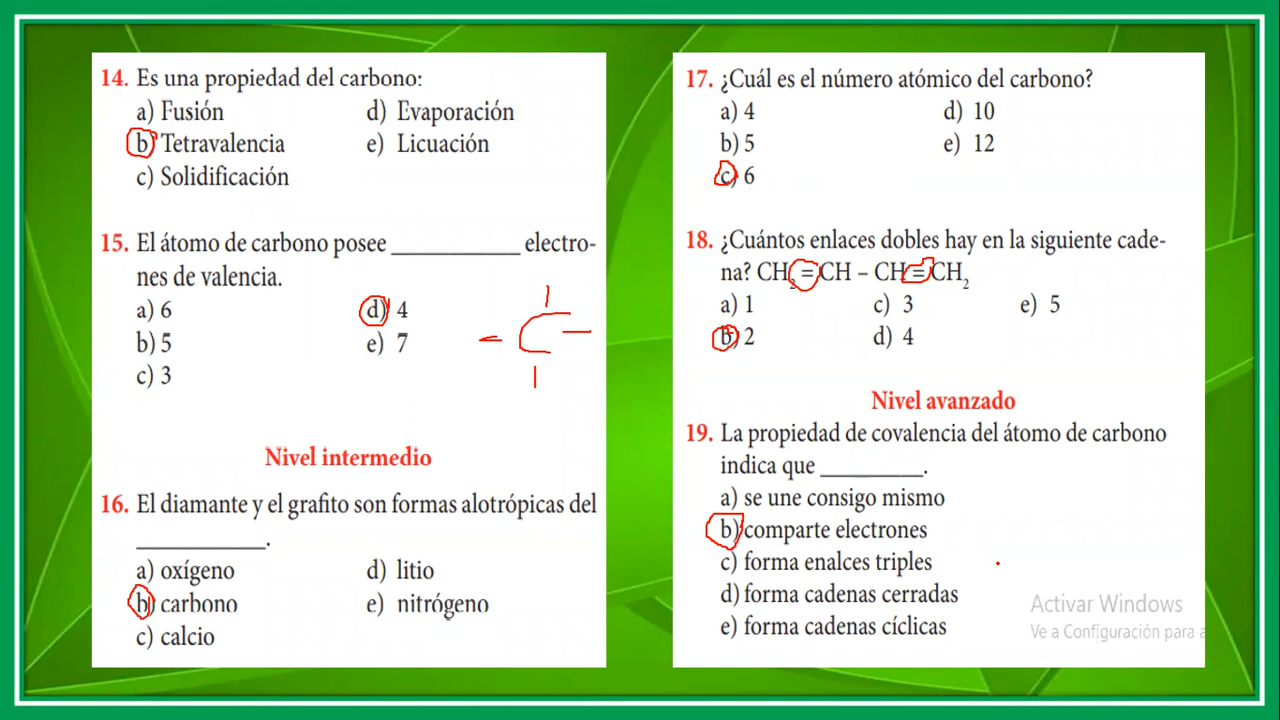 14. Es una propiedad del carbono:
a) Fusión
d) Evaporación
b) Tetravalencia
e) Licuación
c) Solidificación
15. El átomo de carbono posee ____________ electro-
nes de valencia.
a) 6
d) 4
b) 5
e) 7
c) 3
= C –
Nivel intermedio
16. El diamante y el grafito son formas alotrópicas del
____________.
a) oxígeno
d) litio
b) carbono
e) nitrógeno
c) calcio
17. ¿Cuál es el número atómico del carbono?
a) 4
d) 10
b) 5
e) 12
c) 6
18. ¿Cuántos enlaces dobles hay en la siguiente cade-
na? CH₂ = CH – CH = CH₂
a) 1
c) 3
e) 5
b) 2
d) 4
Nivel avanzado
19. La propiedad de covalencia del átomo de carbono
indica que __________.
a) se une consigo mismo
b) comparte electrones
c) forma enalces triples
d) forma cadenas cerradas
e) forma cadenas cíclicas
Activar Windows
Ve a Configuración para a